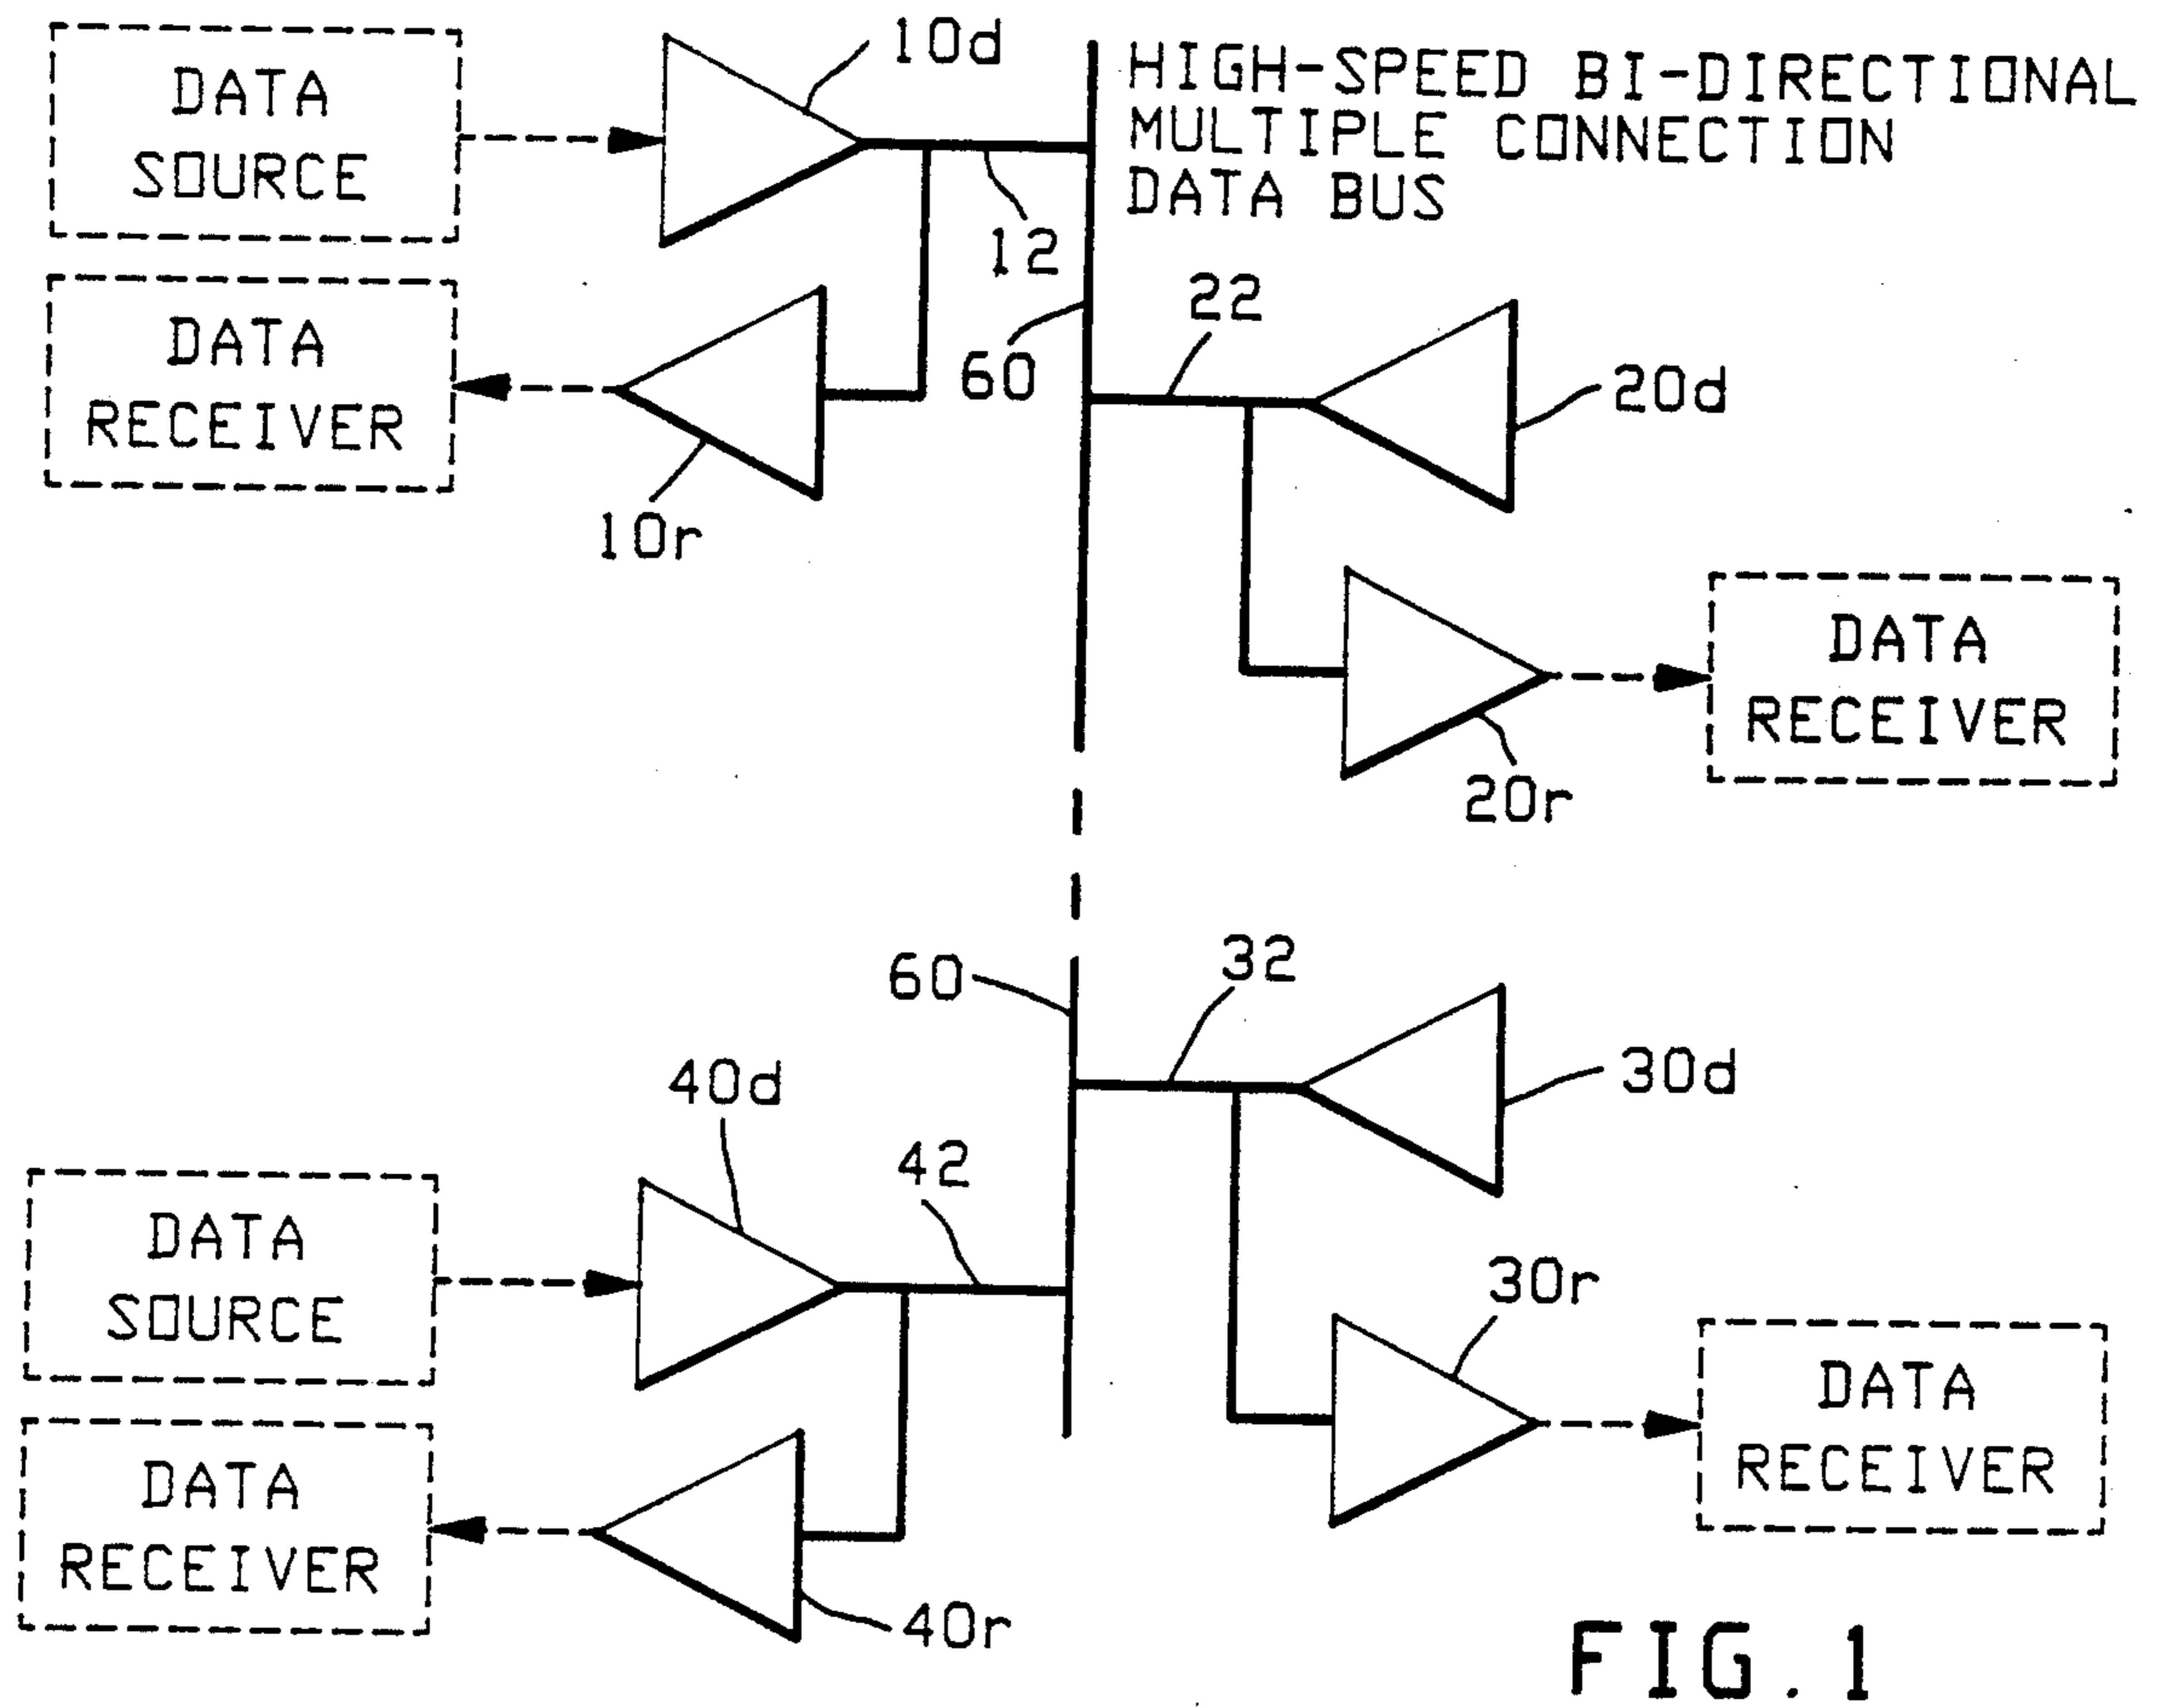 10d
HIGH-SPEED BI-DIRECTIONAL
MULTIPLE CONNECTION
DATA BUS
DATA
SOURCE
12
DATA
RECEIVER
10r
60
22
20d
20r
DATA
RECEIVER
60
32
30d
40d
42
DATA
SOURCE
30r
DATA
RECEIVER
DATA
RECEIVER
40r
FIG. 1